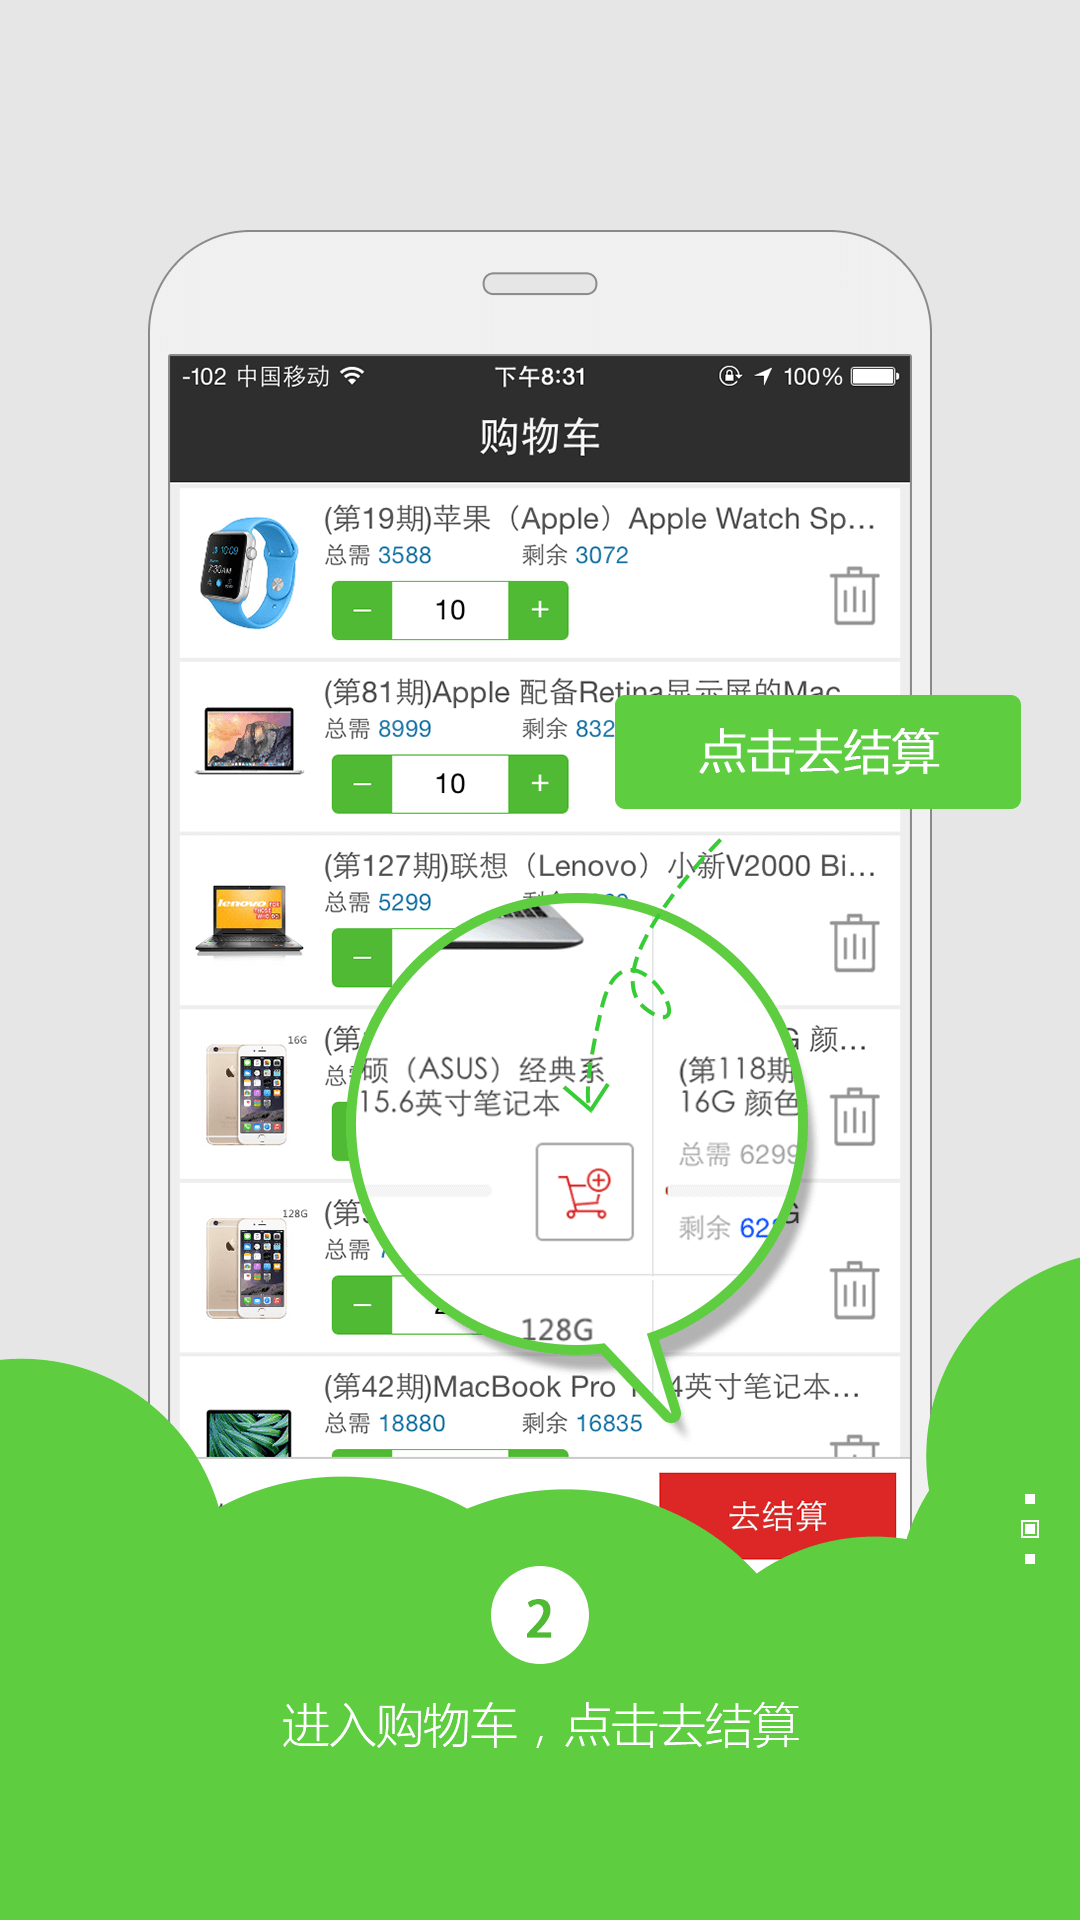 -102 中国移动 下午8:31 100%
购物车
(第19期)苹果（Apple）Apple Watch Sp...
总需 3588 剩余 3072
− 10 +
(第81期)Apple 配备Retina显示屏的Mac
总需 8999 剩余 832
点击去结算
− 10 +
(第127期)联想（Lenovo）小新V2000 Bi...
总需 5299
lenovo FOR THOSE WHO DO
−
16G
(第
G 颜...
硕（ASUS）经典系
15.6英寸笔记本
(第118期
16G 颜色
总需 6299
剩余 62
128G
(第
总需
−
128G
(第42期)MacBook Pro 1 4英寸笔记本...
总需 18880 剩余 16835
去结算
2
进入购物车，点击去结算